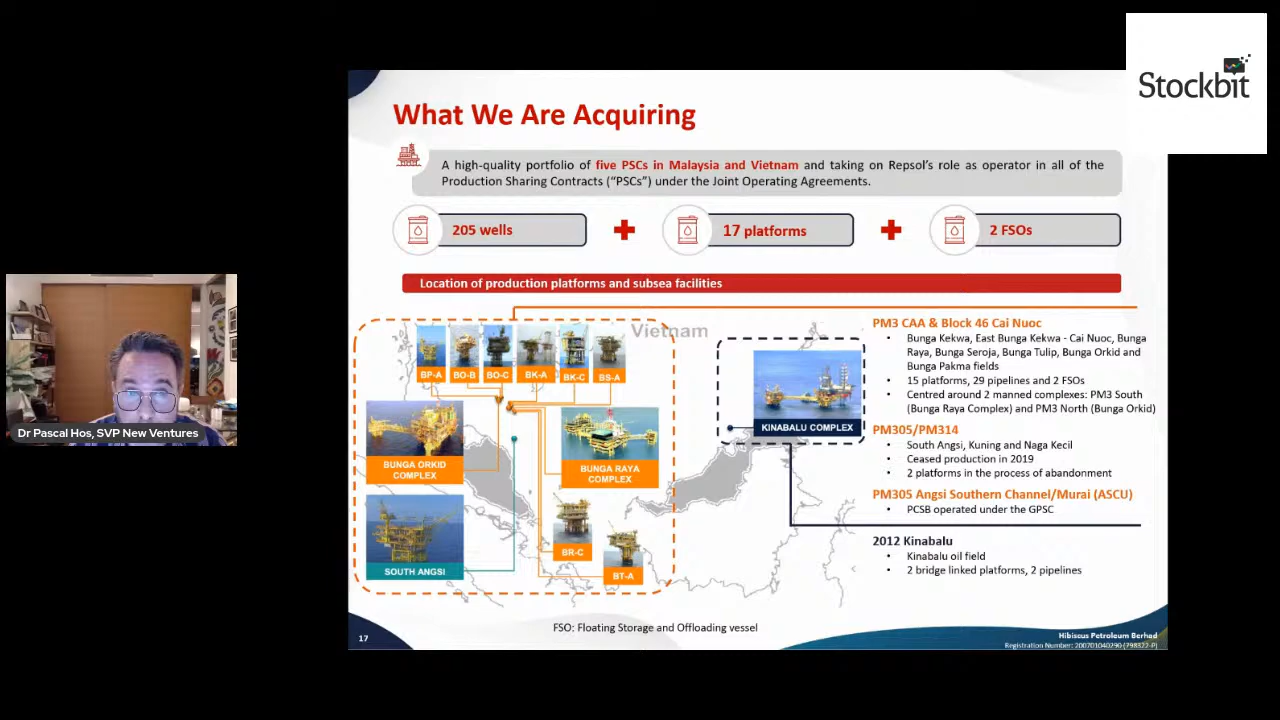 Stockbit
What We Are Acquiring
A high-quality portfolio of five PSCs in Malaysia and Vietnam and taking on Repsol's role as operator in all of the
Production Sharing Contracts ("PSCs") under the Joint Operating Agreements.
205 wells
17 platforms
2 FSOs
Location of production platforms and subsea facilities
Vietnam
BP-A
BO-B
BO-C
BK-A
BK-C
BS-A
BUNGA ORKID
COMPLEX
BUNGA RAYA
COMPLEX
SOUTH ANGSI
BR-C
BT-A
KINABALU COMPLEX
PM3 CAA & Block 46 Cai Nuoc
• Bunga Kekwa, East Bunga Kekwa - Cai Nuoc, Bunga
Raya, Bunga Seroja, Bunga Tulip, Bunga Orkid and
Bunga Pakma fields
• 15 platforms, 29 pipelines and 2 FSOs
• Centred around 2 manned complexes: PM3 South
(Bunga Raya Complex) and PM3 North (Bunga Orkid)
PM305/PM314
• South Angsi, Kuning and Naga Kecil
• Ceased production in 2019
• 2 platforms in the process of abandonment
PM305 Angsi Southern Channel/Murai (ASCU)
• PCSB operated under the GPSC
2012 Kinabalu
• Kinabalu oil field
• 2 bridge linked platforms, 2 pipelines
Dr Pascal Hos, SVP New Ventures
FSO: Floating Storage and Offloading vessel
17
Hibiscus Petroleum Berhad
Registration Number: 200701040290 (798322-P)